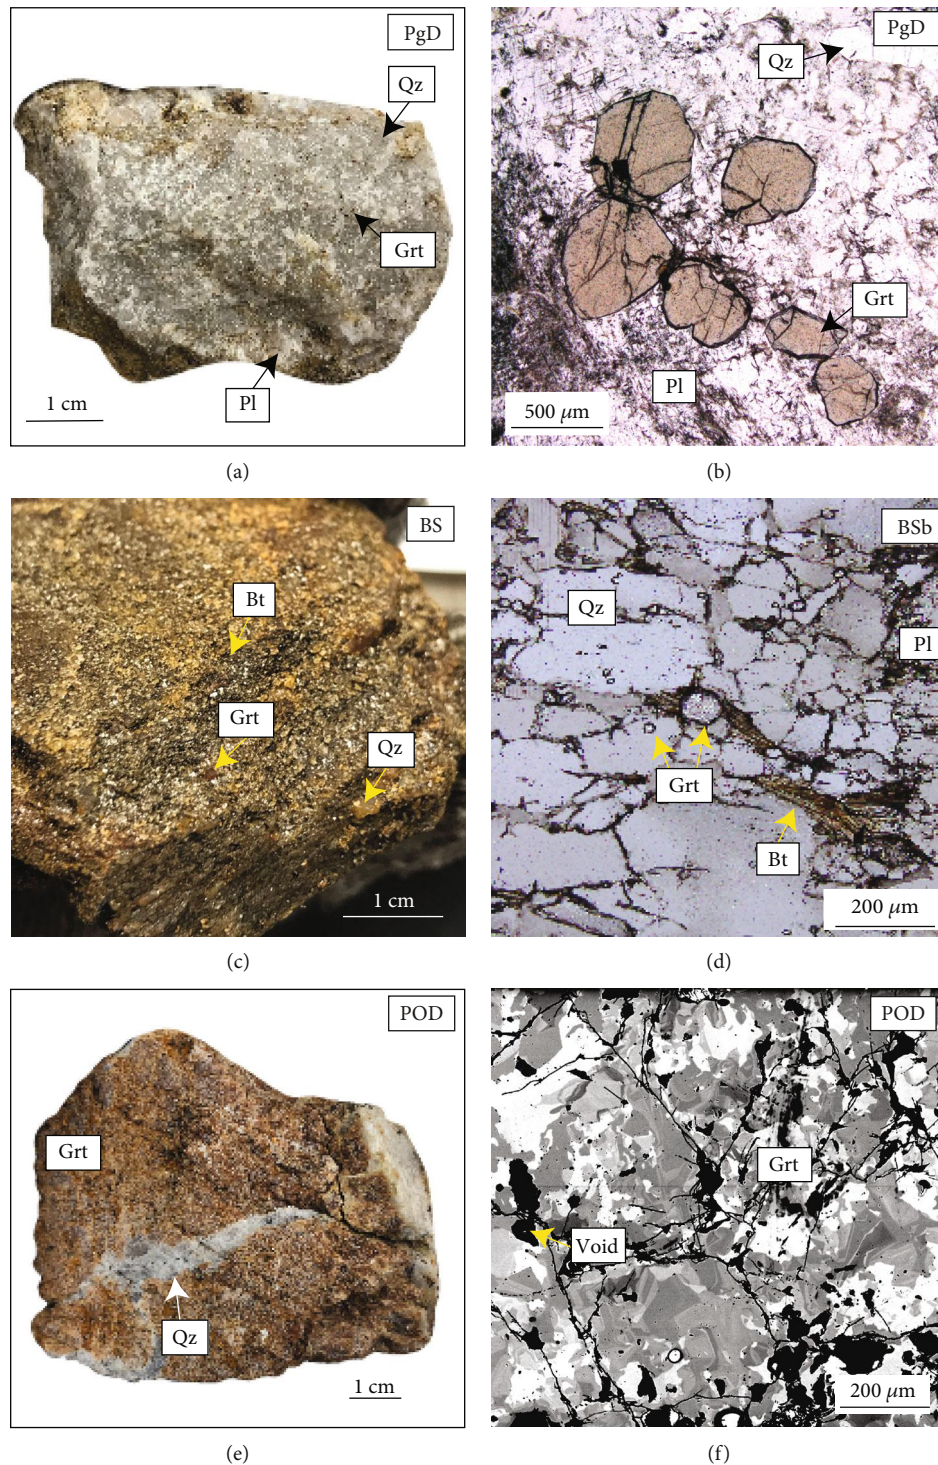 PgD
Qz
Grt
Pl
1 cm
(a)
PgD
Qz
Grt
Pl
500 μm
(b)
BS
Bt
Grt
Qz
1 cm
(c)
BSb
Qz
Pl
Grt
Bt
200 μm
(d)
POD
Grt
Qz
1 cm
(e)
POD
Grt
Void
200 μm
(f)